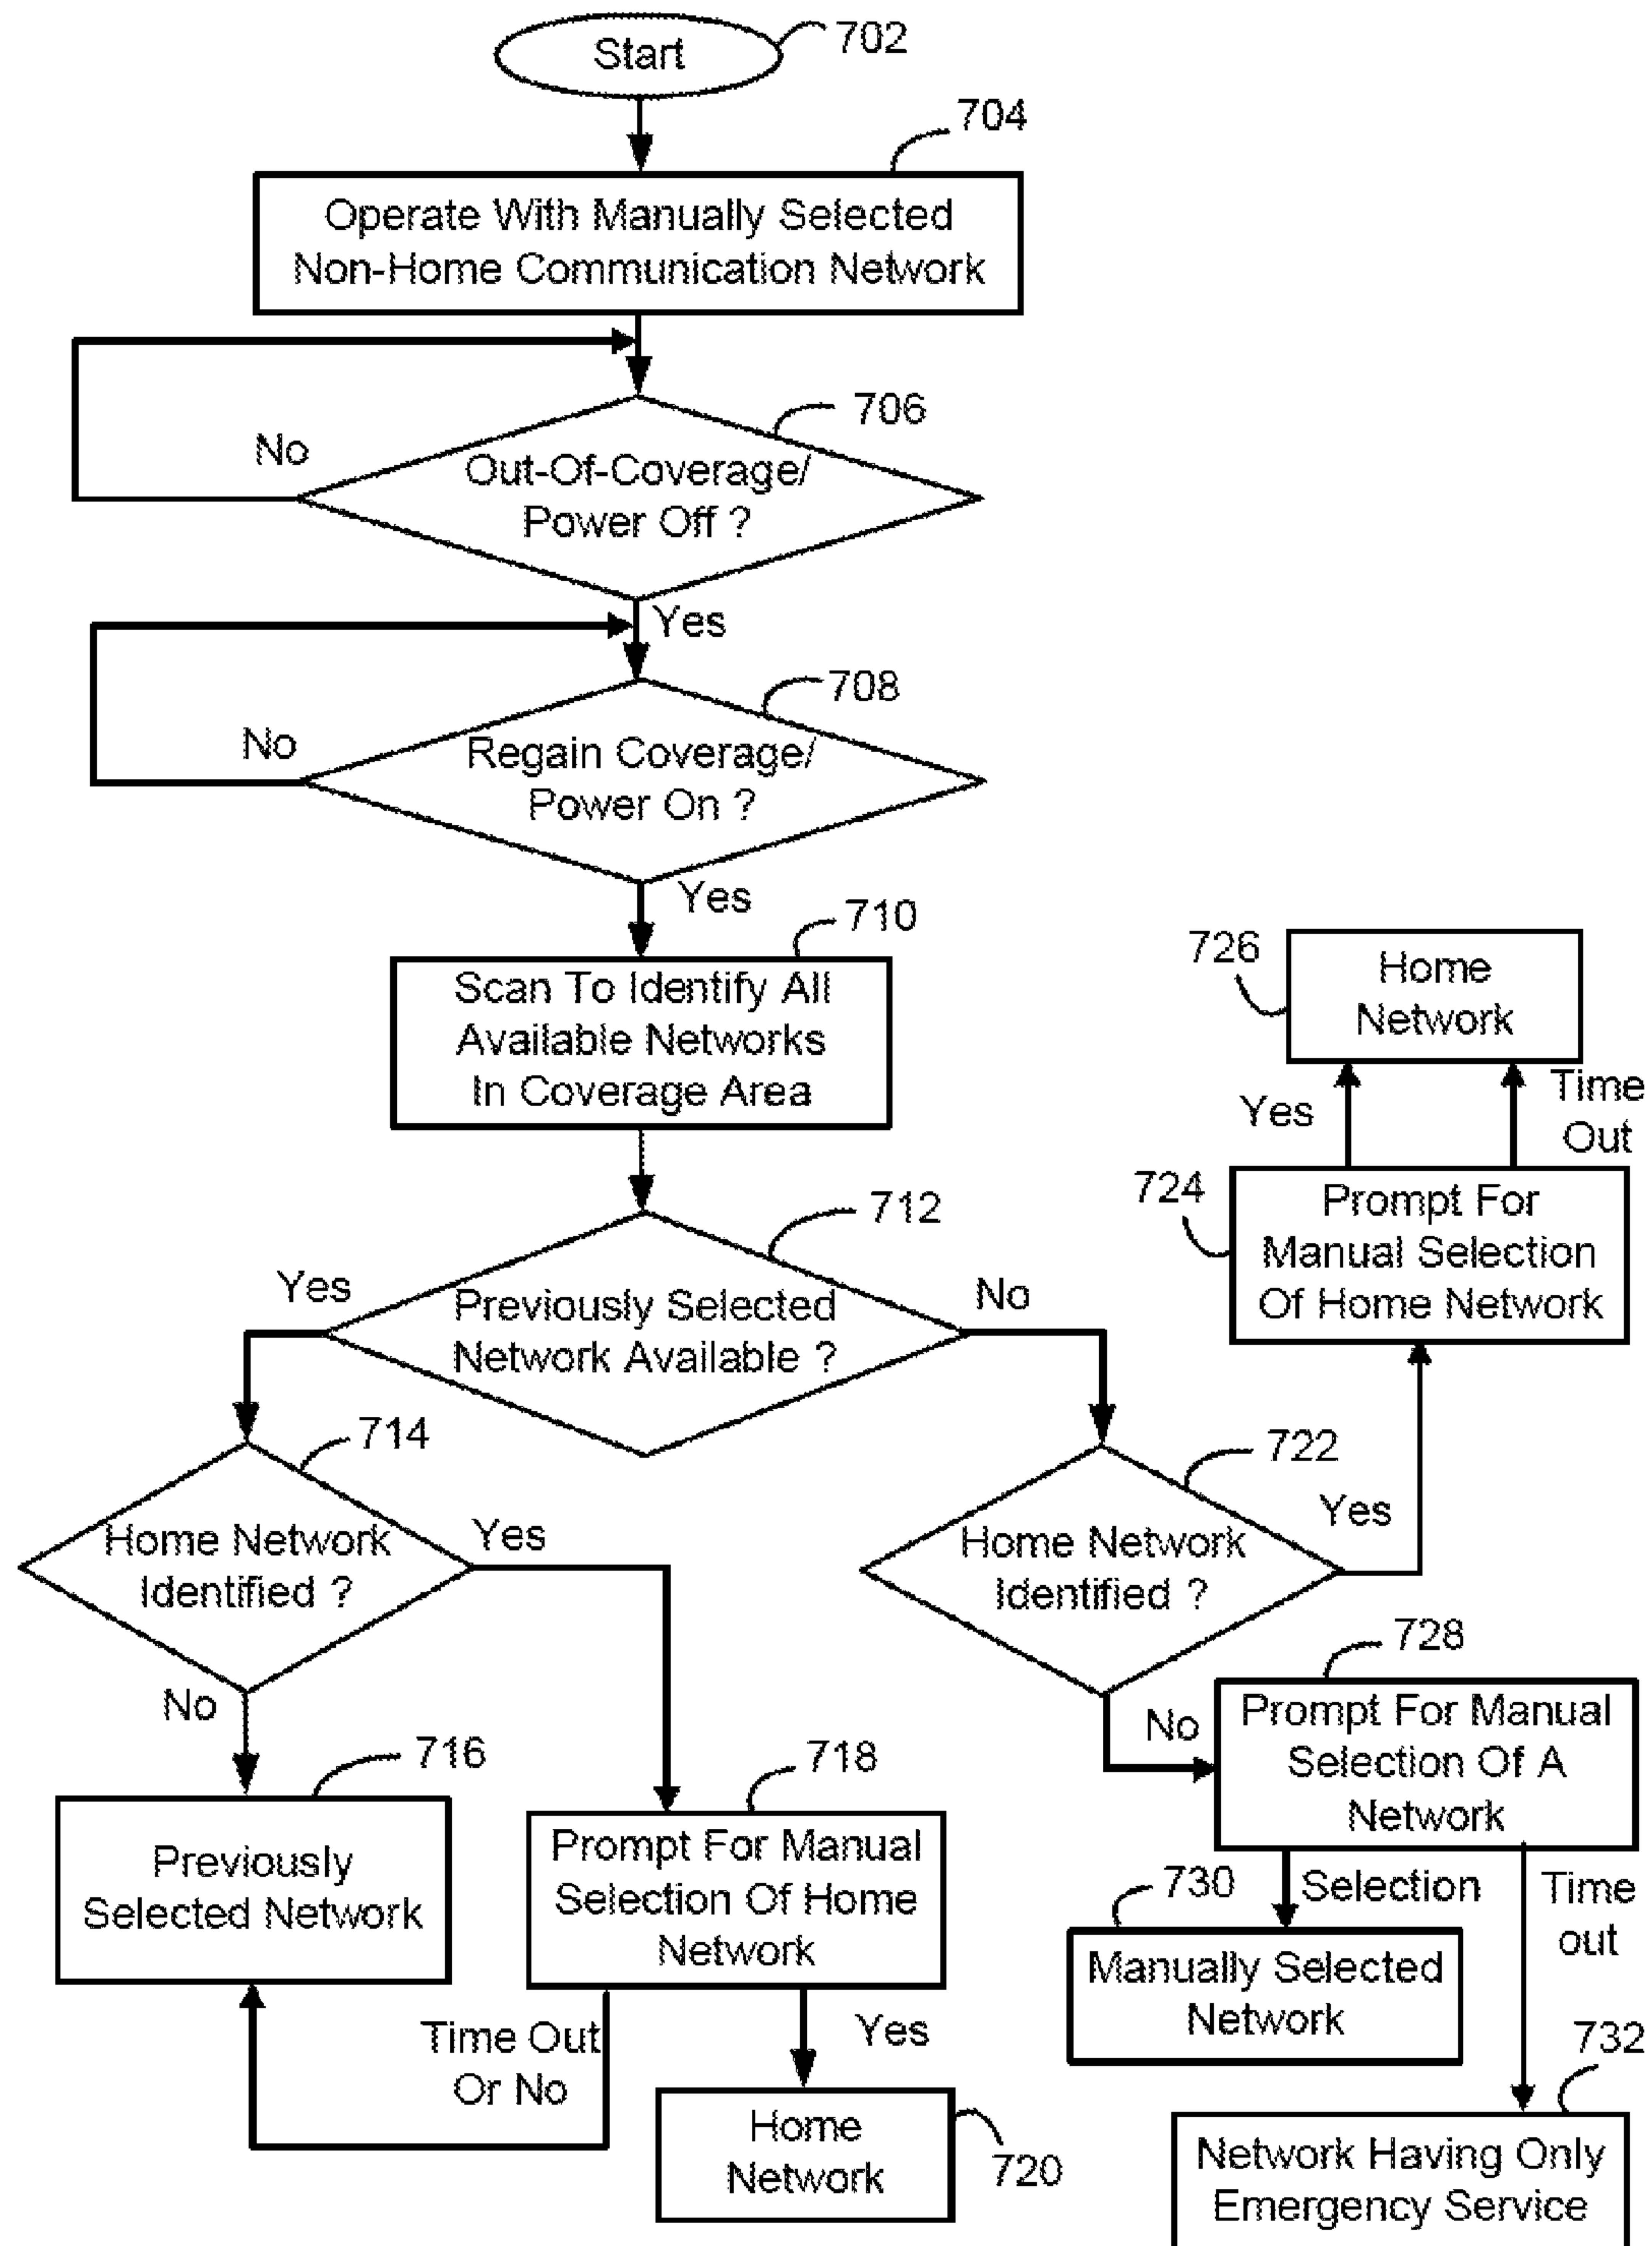 Start
702
704
Operate With Manually Selected
Non-Home Communication Network
706
No
Out-Of-Coverage/
Power Off ?
Yes
708
No
Regain Coverage/
Power On ?
Yes
710
Scan To Identify All
Available Networks
In Coverage Area
726
Home
Network
Yes
Time
Out
724
Prompt For
Manual Selection
Of Home Network
712
Yes
Previously Selected
Network Available ?
No
714
Home Network
Identified ?
Yes
No
722
Home Network
Identified ?
Yes
No
716
Previously
Selected Network
718
Prompt For Manual
Selection Of Home
Network
Time Out
Or No
Yes
Home
Network
720
728
Prompt For Manual
Selection Of A
Network
Selection
Time
out
730
Manually Selected
Network
732
Network Having Only
Emergency Service